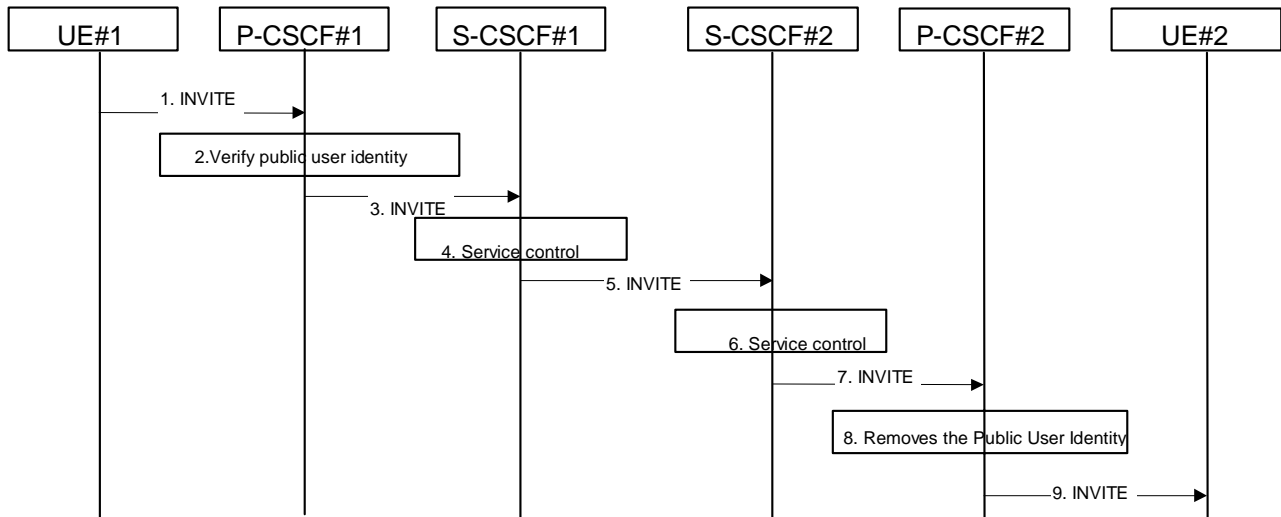 UE#1
P-CSCF#1
S-CSCF#1
S-CSCF#2
P-CSCF#2
UE#2
1. INVITE
2.Verify public user identity
3. INVITE
4. Service control
5. INVITE
6. Service control
7. INVITE
8. Removes the Public User Identity
9. INVITE